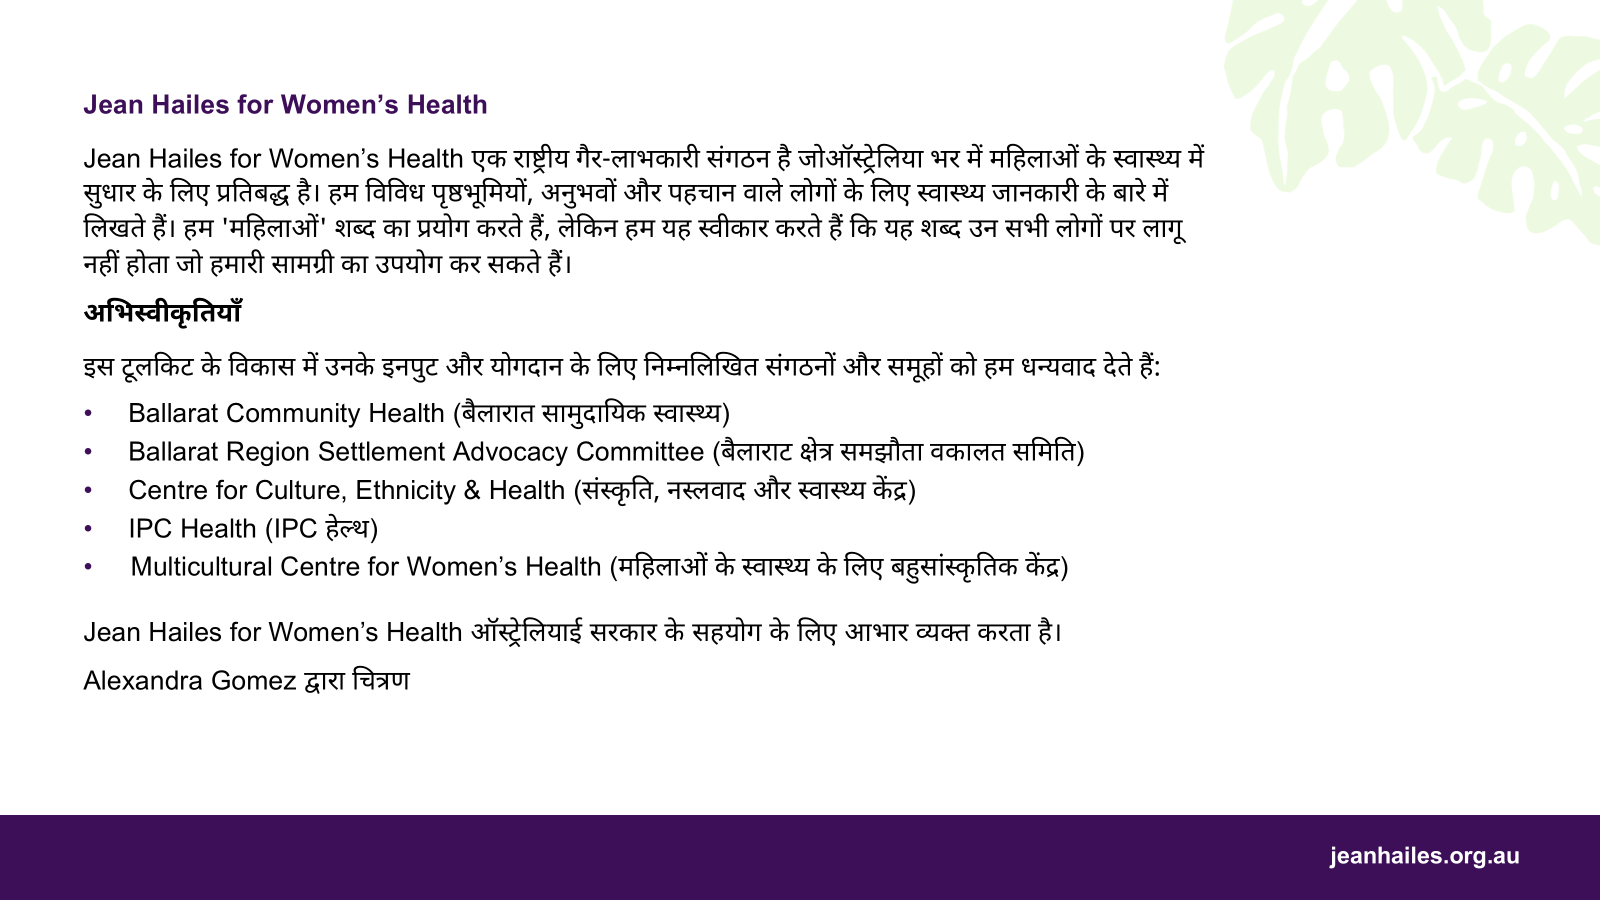 Jean Hailes for Women’s Health
Jean Hailes for Women’s Health एक राष्ट्रीय गैर-लाभकारी संगठन है जोऑस्ट्रेलिया भर में महिलाओं के स्वास्थ्य में
सुधार के लिए प्रतिबद्ध है। हम विविध पृष्ठभूमियों, अनुभवों और पहचान वाले लोगों के लिए स्वास्थ्य जानकारी के बारे में
लिखते हैं। हम 'महिलाओं' शब्द का प्रयोग करते हैं, लेकिन हम यह स्वीकार करते हैं कि यह शब्द उन सभी लोगों पर लागू
नहीं होता जो हमारी सामग्री का उपयोग कर सकते हैं।
अभिस्वीकृतियाँ
इस टूलकिट के विकास में उनके इनपुट और योगदान के लिए निम्नलिखित संगठनों और समूहों को हम धन्यवाद देते हैं:
• Ballarat Community Health (बैलारात सामुदायिक स्वास्थ्य)
• Ballarat Region Settlement Advocacy Committee (बैलाराट क्षेत्र समझौता वकालत समिति)
• Centre for Culture, Ethnicity & Health (संस्कृति, नस्लवाद और स्वास्थ्य केंद्र)
• IPC Health (IPC हेल्थ)
• Multicultural Centre for Women’s Health (महिलाओं के स्वास्थ्य के लिए बहुसांस्कृतिक केंद्र)
Jean Hailes for Women’s Health ऑस्ट्रेलियाई सरकार के सहयोग के लिए आभार व्यक्त करता है।
Alexandra Gomez द्वारा चित्रण
jeanhailes.org.au